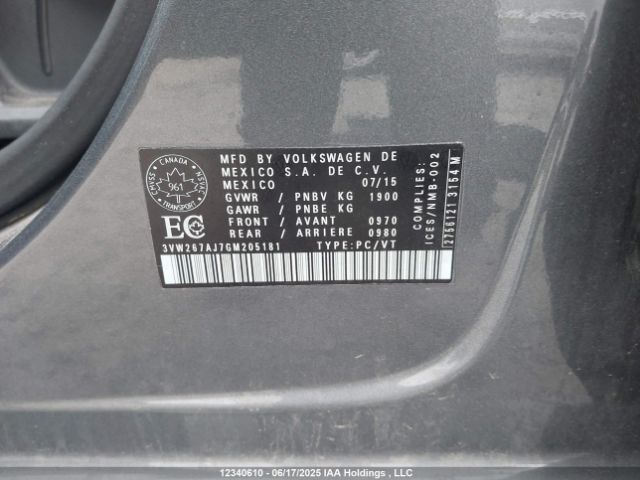 MFD BY VOLKSWAGEN DE
MEXICO S.A. DE C.V.
MEXICO 07/15
GVWR / PNBV KG 1900
GAWR / PNBE KG
FRONT / AVANT 0970
REAR / ARRIERE 0980
3VW267AJ7GM205181 TYPE:PC/VT
CANADA
961
TRANSPORT
EC
COMPLIES:
ICES/NMB-002
2756121 3154 M
12340610 - 06/17/2025 IAA Holdings , LLC